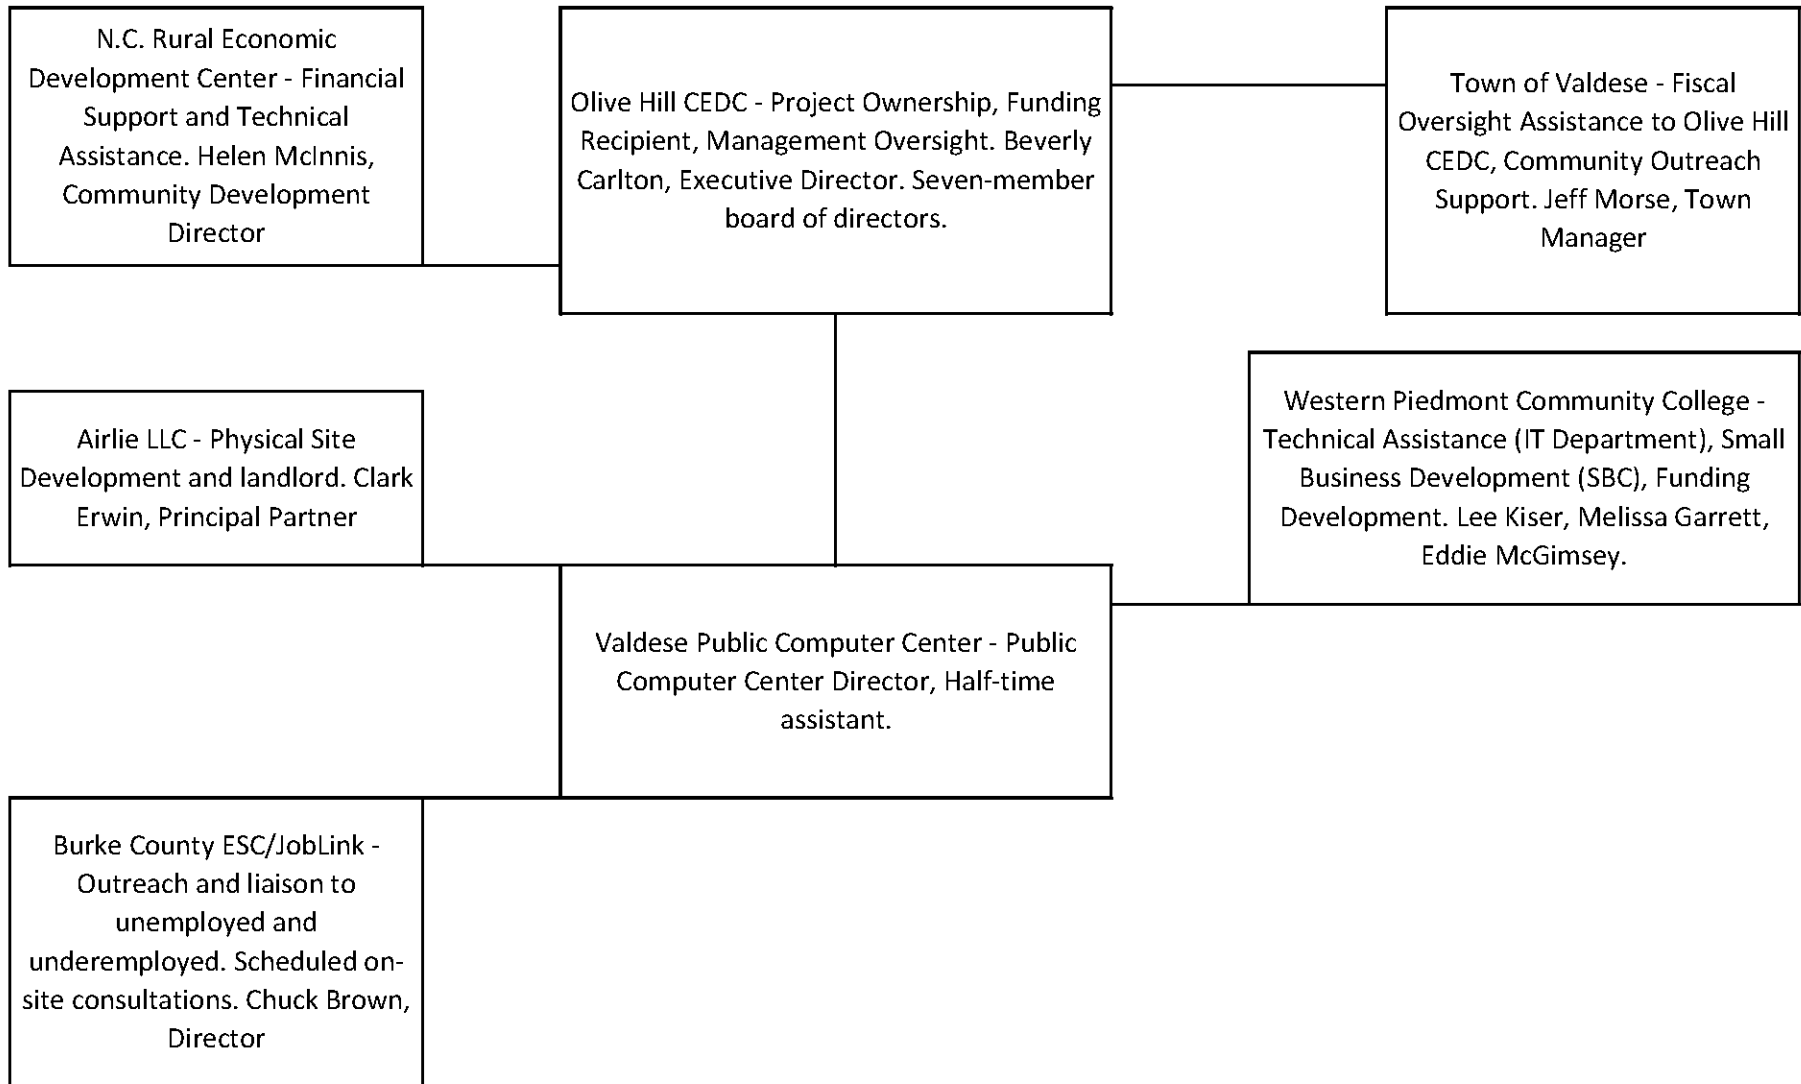 N.C. Rural Economic
Development Center - Financial
Support and Technical
Assistance. Helen McInnis,
Community Development
Director
Olive Hill CEDC - Project Ownership, Funding
Recipient, Management Oversight. Beverly
Carlton, Executive Director. Seven-member
board of directors.
Town of Valdese - Fiscal
Oversight Assistance to Olive Hill
CEDC, Community Outreach
Support. Jeff Morse, Town
Manager
Airlie LLC - Physical Site
Development and landlord. Clark
Erwin, Principal Partner
Western Piedmont Community College -
Technical Assistance (IT Department), Small
Business Development (SBC), Funding
Development. Lee Kiser, Melissa Garrett,
Eddie McGimsey.
Valdese Public Computer Center - Public
Computer Center Director, Half-time
assistant.
Burke County ESC/JobLink -
Outreach and liaison to
unemployed and
underemployed. Scheduled on-
site consultations. Chuck Brown,
Director